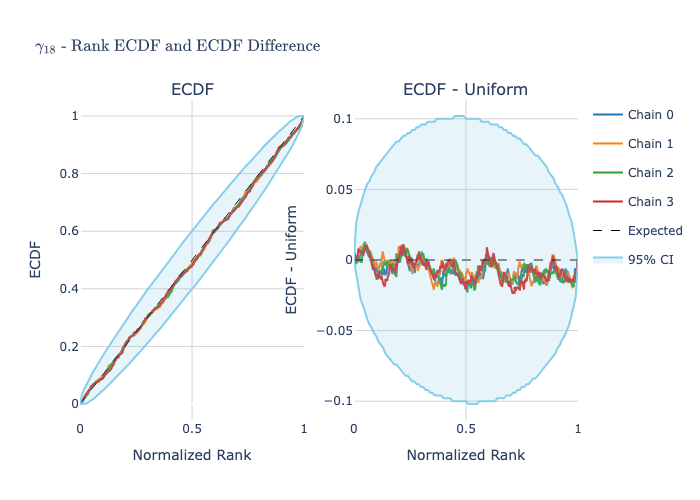 γ₁₈ - Rank ECDF and ECDF Difference
ECDF
ECDF - Uniform
1
0.8
0.6
0.4
0.2
0
0
0.5
1
ECDF
Normalized Rank
0.1
0.05
0
−0.05
−0.1
0
0.5
1
ECDF - Uniform
Normalized Rank
Chain 0
Chain 1
Chain 2
Chain 3
Expected
95% CI